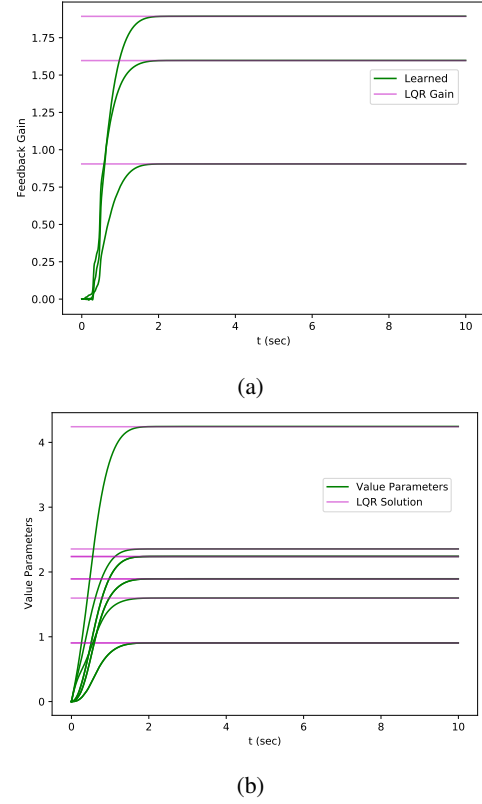 1.75
1.50
1.25
1.00
0.75
0.50
0.25
0.00
Feedback Gain
Learned
LQR Gain
0 2 4 6 8 10
t (sec)
(a)
4
3
2
1
0
Value Parameters
Value Parameters
LQR Solution
0 2 4 6 8 10
t (sec)
(b)